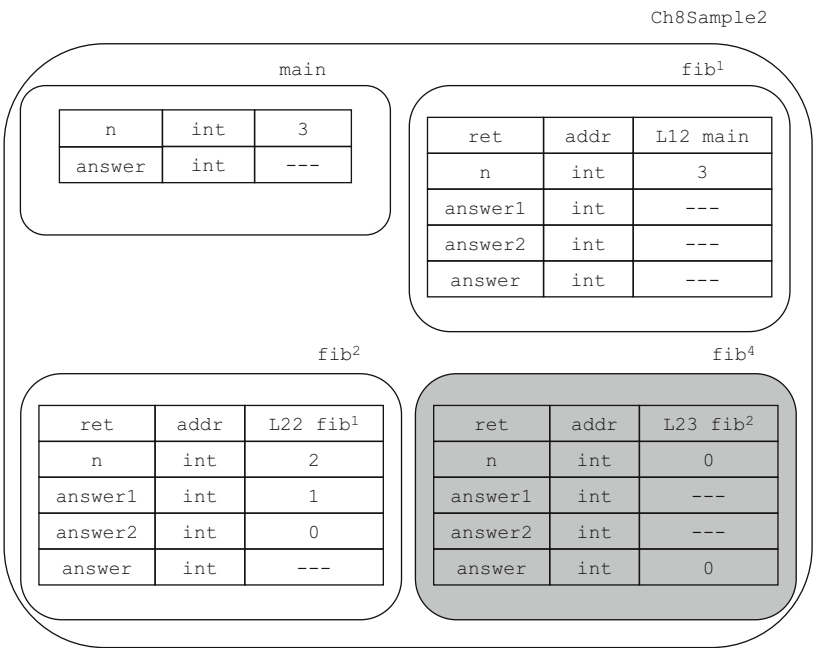 Ch8Sample2
main
n int 3
answer int ---
fib¹
ret addr L12 main
n int 3
answer1 int ---
answer2 int ---
answer int ---
fib²
ret addr L22 fib¹
n int 2
answer1 int 1
answer2 int 0
answer int ---
fib⁴
ret addr L23 fib²
n int 0
answer1 int ---
answer2 int ---
answer int 0